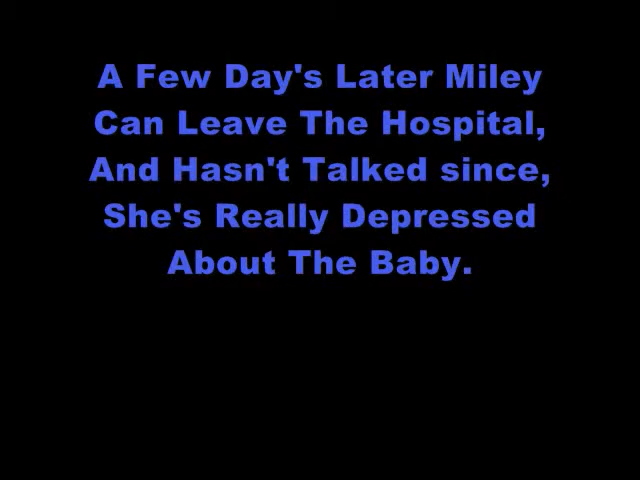 A Few Day's Later Miley
Can Leave The Hospital,
And Hasn't Talked since,
She's Really Depressed
About The Baby.